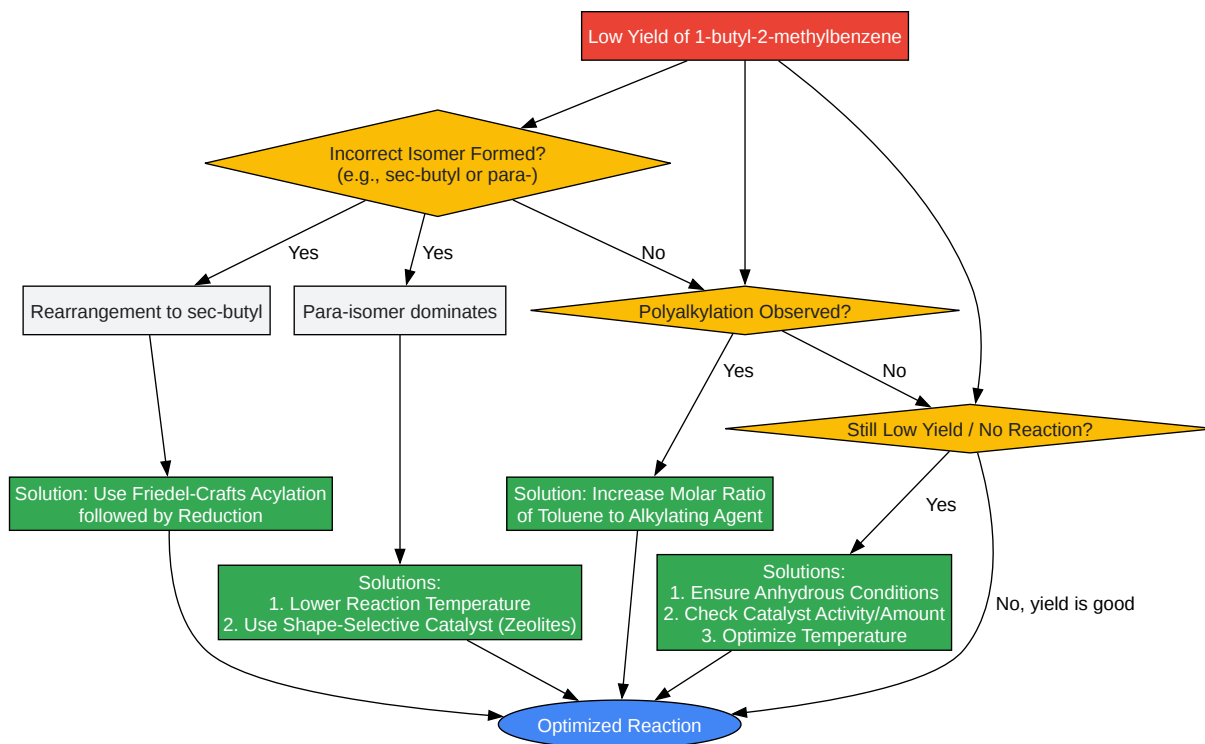 Low Yield of 1-butyl-2-methylbenzene
Incorrect Isomer Formed?
(e.g., sec-butyl or para-)
Yes
Yes
No
Rearrangement to sec-butyl
Para-isomer dominates
Polyalkylation Observed?
Yes
No
Still Low Yield / No Reaction?
Solution: Use Friedel-Crafts Acylation
followed by Reduction
Solution: Increase Molar Ratio
of Toluene to Alkylating Agent
Yes
Solutions:
1. Lower Reaction Temperature
2. Use Shape-Selective Catalyst (Zeolites)
Solutions:
1. Ensure Anhydrous Conditions
2. Check Catalyst Activity/Amount
3. Optimize Temperature
No, yield is good
Optimized Reaction